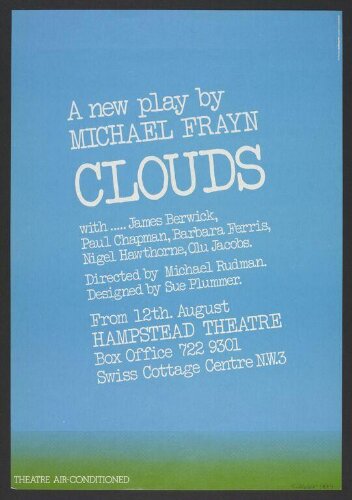 A new play by
MICHAEL FRAYN
CLOUDS
with ..... James Berwick,
Paul Chapman, Barbara Ferris,
Nigel Hawthorne, Olu Jacobs.
Directed by Michael Rudman.
Designed by Sue Plummer.
From 12th. August
HAMPSTEAD THEATRE
Box Office 722 9301
Swiss Cottage Centre N.W.3
THEATRE AIR-CONDITIONED